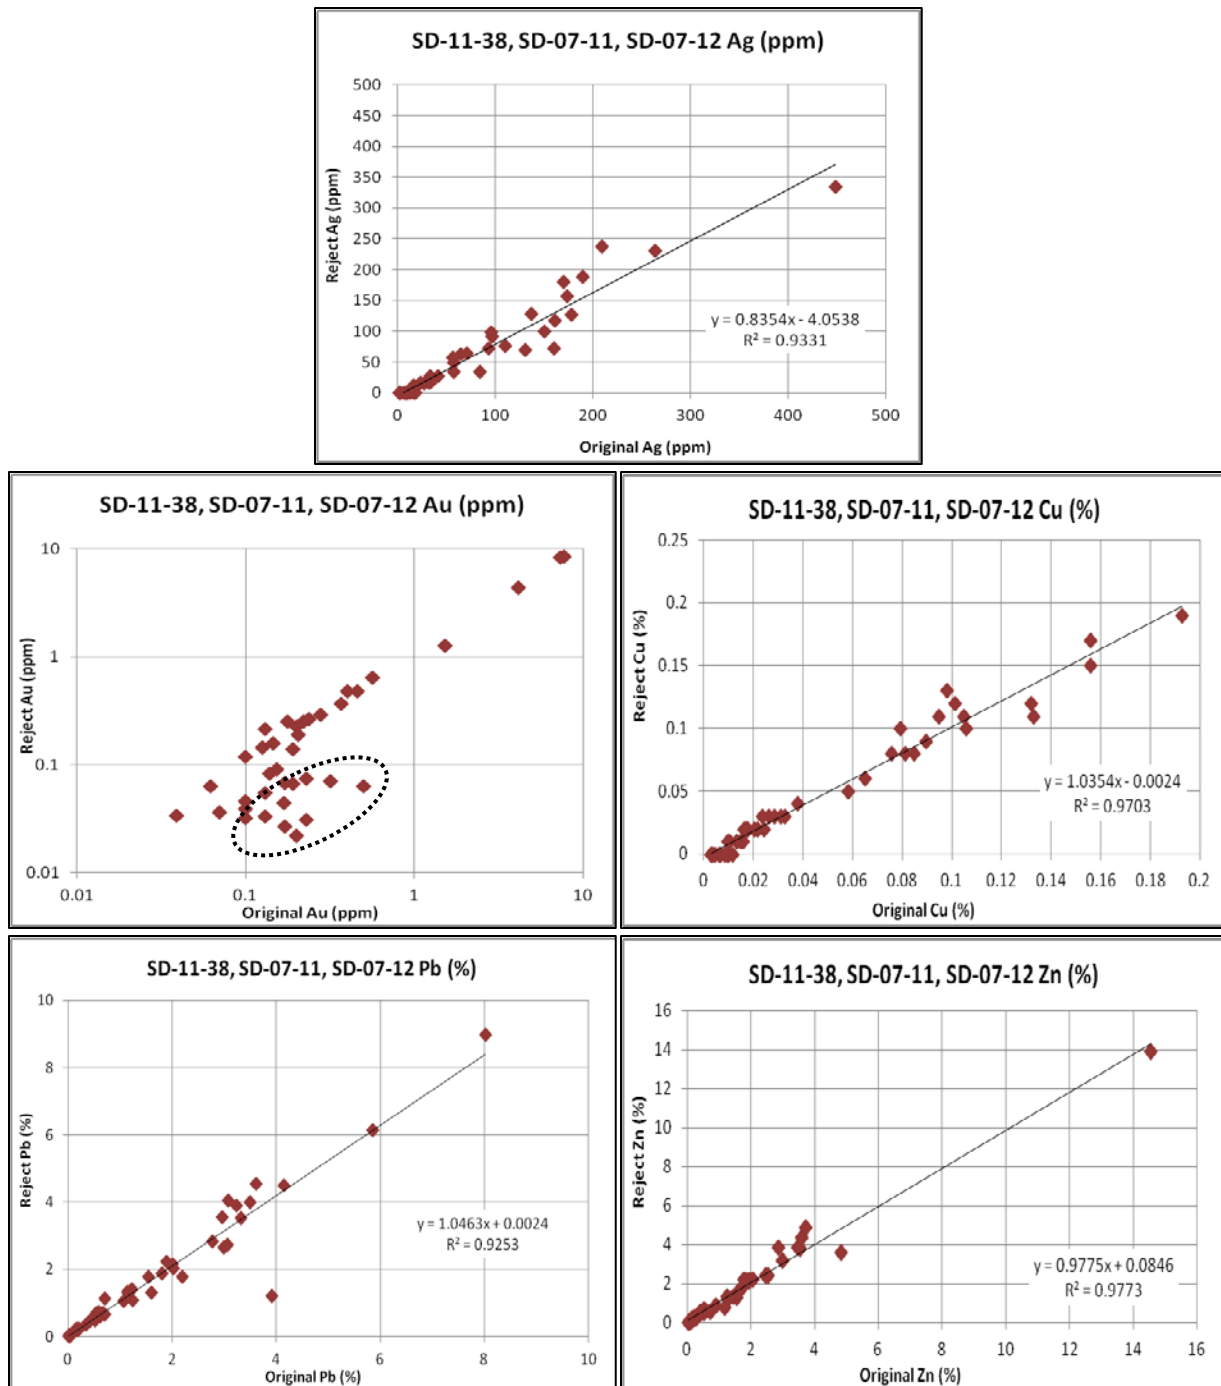 SD-11-38, SD-07-11, SD-07-12 Ag (ppm)
500
450
400
350
300
250
200
150
100
50
0
Reject Ag (ppm)
y = 0.8354x - 4.0538
R² = 0.9331
0 100 200 300 400 500
Original Ag (ppm)
SD-11-38, SD-07-11, SD-07-12 Au (ppm)
10
1
0.1
0.01
Reject Au (ppm)
0.01 0.1 1 10
Original Au (ppm)
SD-11-38, SD-07-11, SD-07-12 Cu (%)
0.25
0.2
0.15
0.1
0.05
0
Reject Cu (%)
y = 1.0354x - 0.0024
R² = 0.9703
0 0.02 0.04 0.06 0.08 0.1 0.12 0.14 0.16 0.18 0.2
Original Cu (%)
SD-11-38, SD-07-11, SD-07-12 Pb (%)
10
8
6
4
2
0
Reject Pb (%)
y = 1.0463x + 0.0024
R² = 0.9253
0 2 4 6 8 10
Original Pb (%)
SD-11-38, SD-07-11, SD-07-12 Zn (%)
16
14
12
10
8
6
4
2
0
Reject Zn (%)
y = 0.9775x + 0.0846
R² = 0.9773
0 2 4 6 8 10 12 14 16
Original Zn (%)